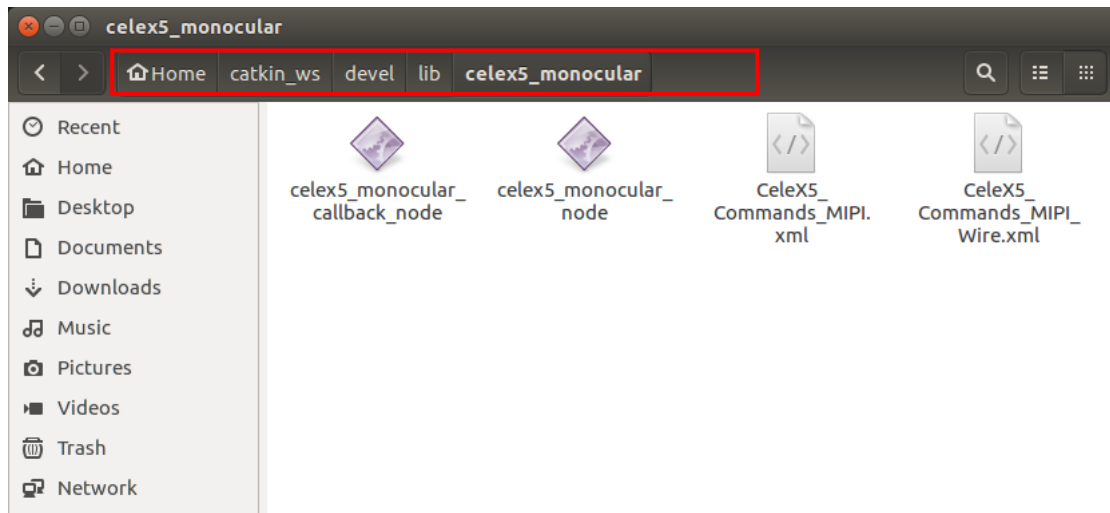 celex5_monocular
Home catkin_ws devel lib celex5_monocular
Recent
Home
Desktop
Documents
Downloads
Music
Pictures
Videos
Trash
Network
celex5_monocular_
callback_node
celex5_monocular_
node
CeleX5_
Commands_MIPI.
xml
CeleX5_
Commands_MIPI_
Wire.xml